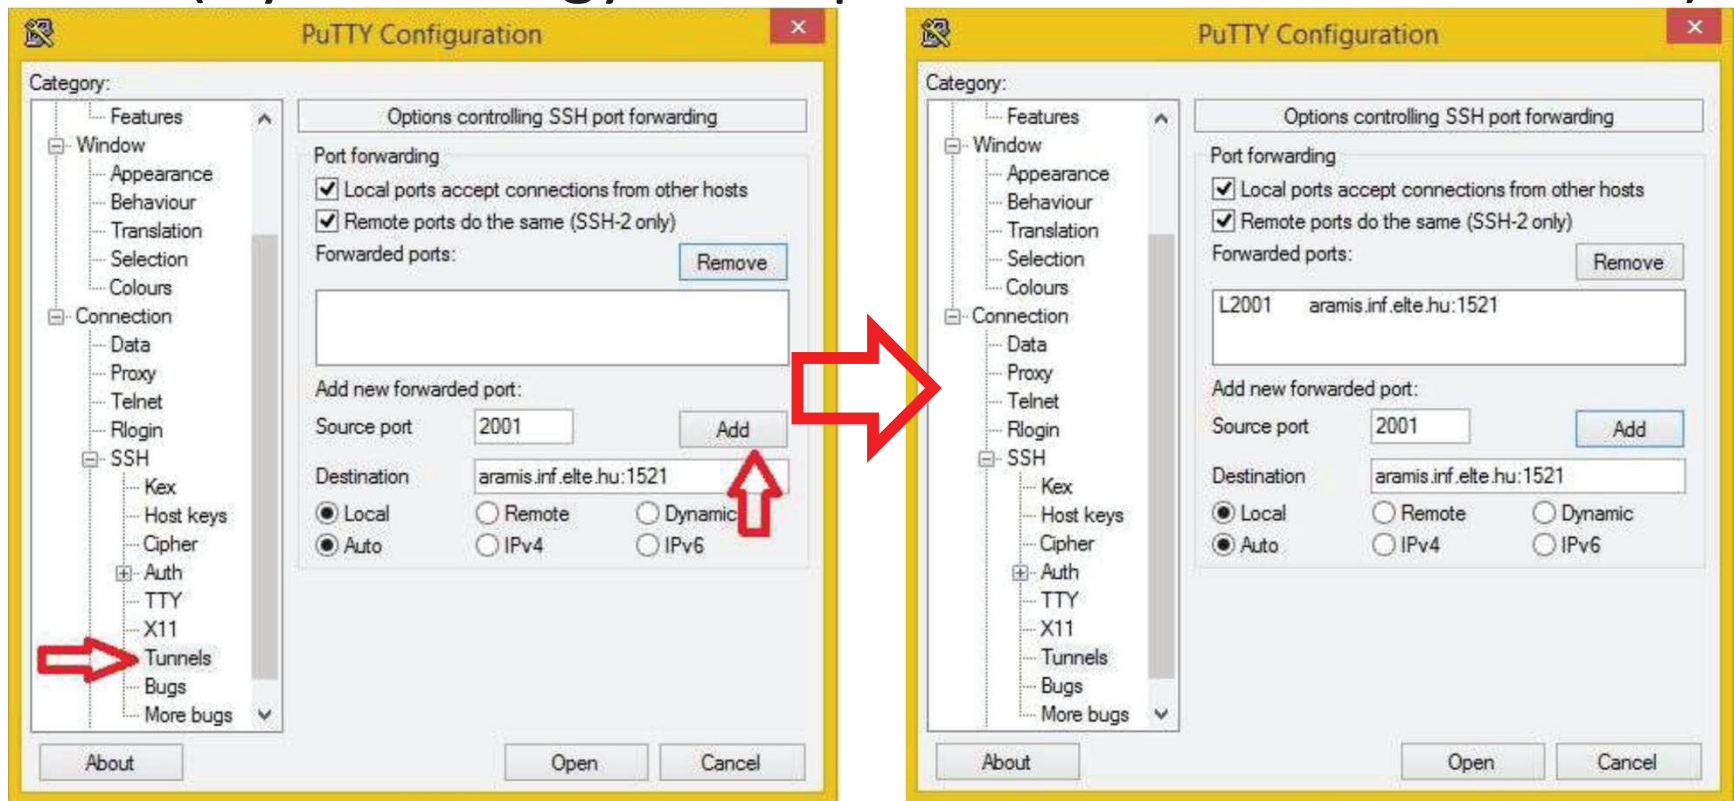 PuTTY Configuration
Category:
Features
Window
Appearance
Behaviour
Translation
Selection
Colours
Connection
Data
Proxy
Telnet
Rlogin
SSH
Kex
Host keys
Cipher
Auth
TTY
X11
Tunnels
Bugs
More bugs
Options controlling SSH port forwarding
Port forwarding
Local ports accept connections from other hosts
Remote ports do the same (SSH-2 only)
Forwarded ports:
Remove
Add new forwarded port:
Source port 2001 Add
Destination aramis.inf.elte.hu:1521
Local Remote Dynamic
Auto IPv4 IPv6
About Open Cancel
PuTTY Configuration
Category:
Features
Window
Appearance
Behaviour
Translation
Selection
Colours
Connection
Data
Proxy
Telnet
Rlogin
SSH
Kex
Host keys
Cipher
Auth
TTY
X11
Tunnels
Bugs
More bugs
Options controlling SSH port forwarding
Port forwarding
Local ports accept connections from other hosts
Remote ports do the same (SSH-2 only)
Forwarded ports:
Remove
L2001 aramis.inf.elte.hu:1521
Add new forwarded port:
Source port 2001 Add
Destination aramis.inf.elte.hu:1521
Local Remote Dynamic
Auto IPv4 IPv6
About Open Cancel